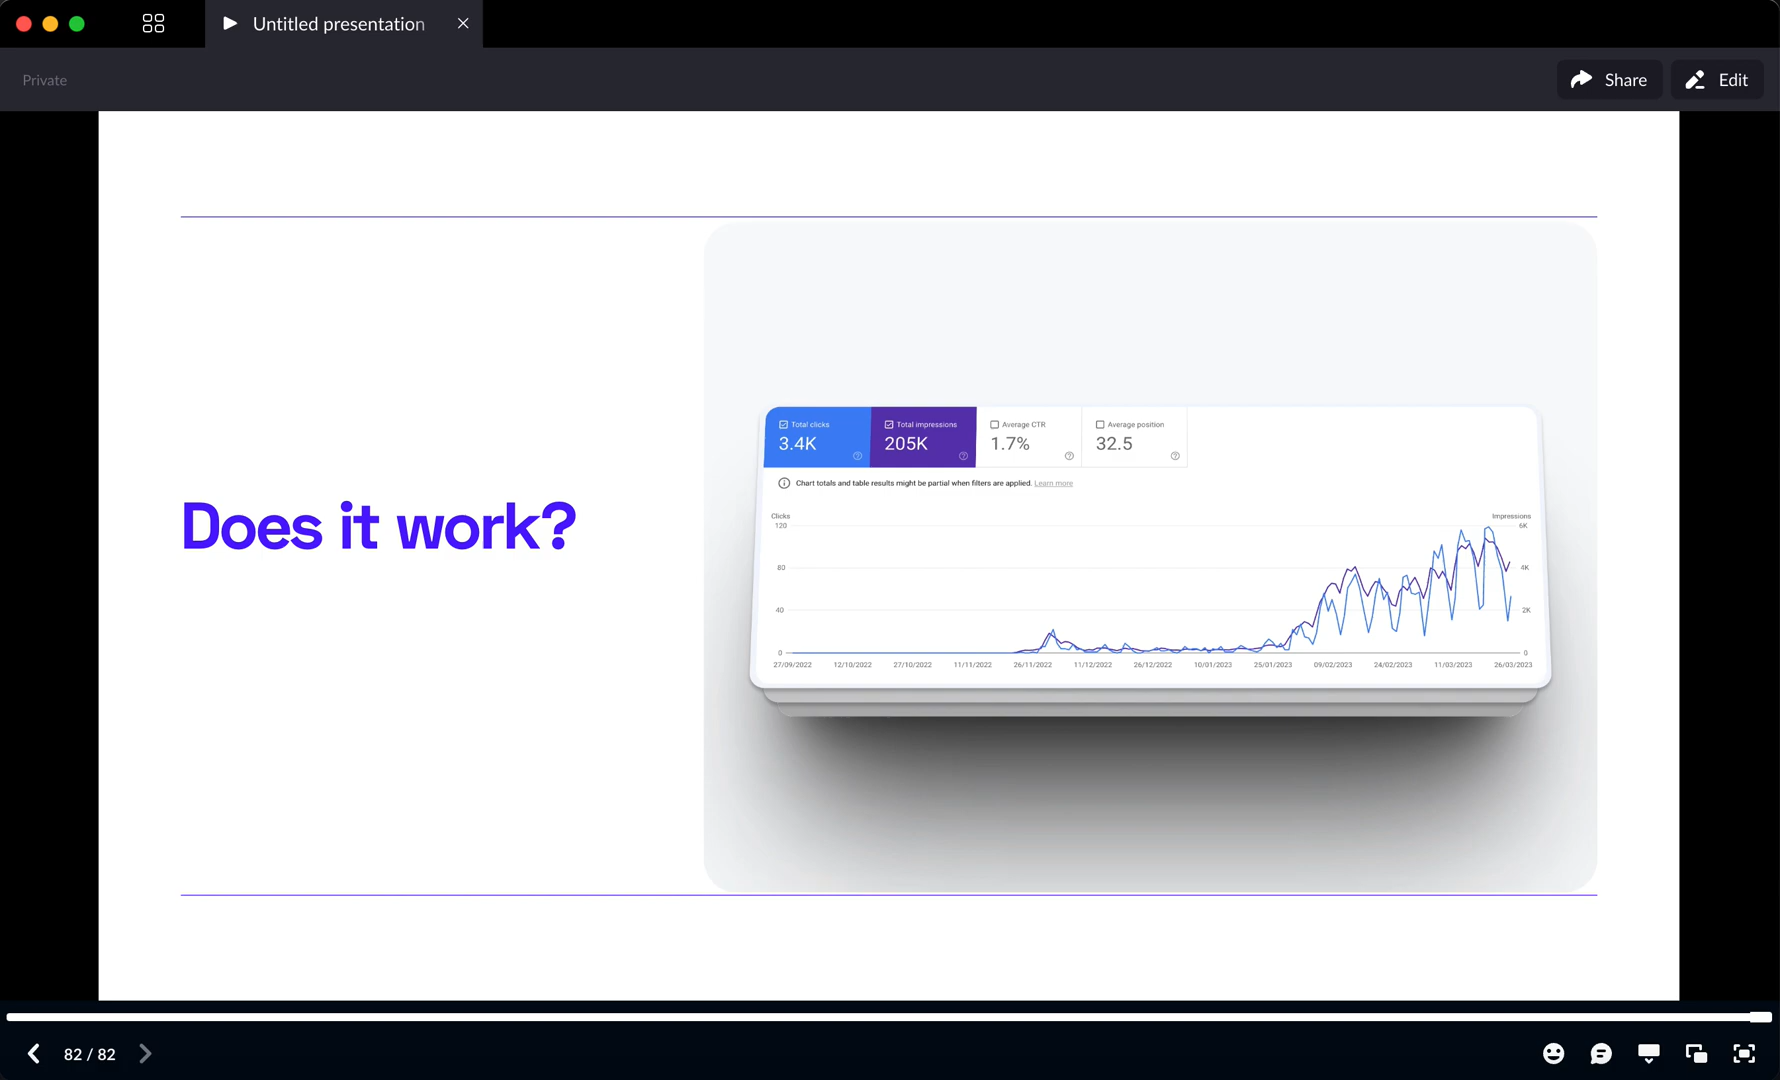 Untitled presentation
Private
Share
Edit
Does it work?
Total clicks
3.4K
Total impressions
205K
Average CTR
1.7%
Average position
32.5
Chart totals and table results might be partial when filters are applied. Learn more
Clicks
Impressions
120
6K
80
4K
40
2K
0
0
27/09/2022 12/10/2022 27/10/2022 11/11/2022 26/11/2022 11/12/2022 26/12/2022 10/01/2023 25/01/2023 09/02/2023 24/02/2023 11/03/2023 26/03/2023
82 / 82